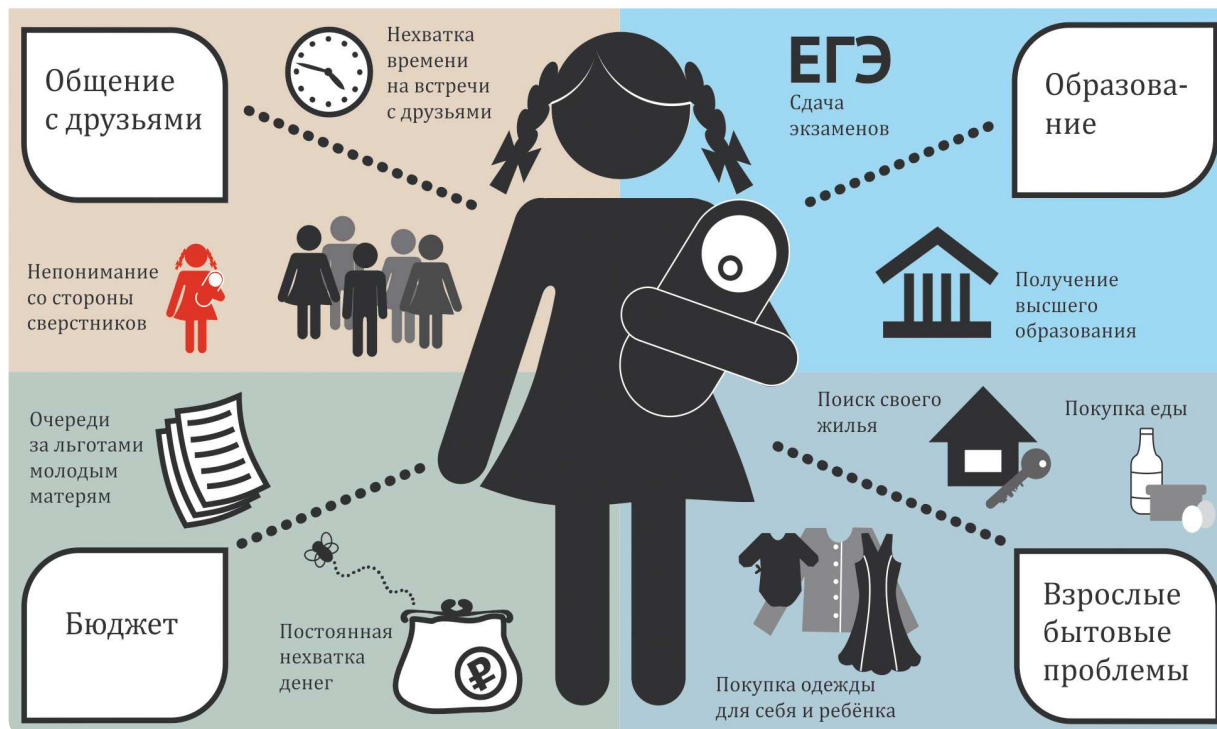 Общение
с друзьями
Нехватка
времени
на встречи
с друзьями
Непонимание
со стороны
сверстников
ЕГЭ
Сдача
экзаменов
Образова-
ние
Получение
высшего
образования
Очереди
за льготами
молодым
матерям
Бюджет
Постоянная
нехватка
денег
₽
Поиск своего
жилья
Покупка еды
Покупка одежды
для себя и ребёнка
Взрослые
бытовые
проблемы